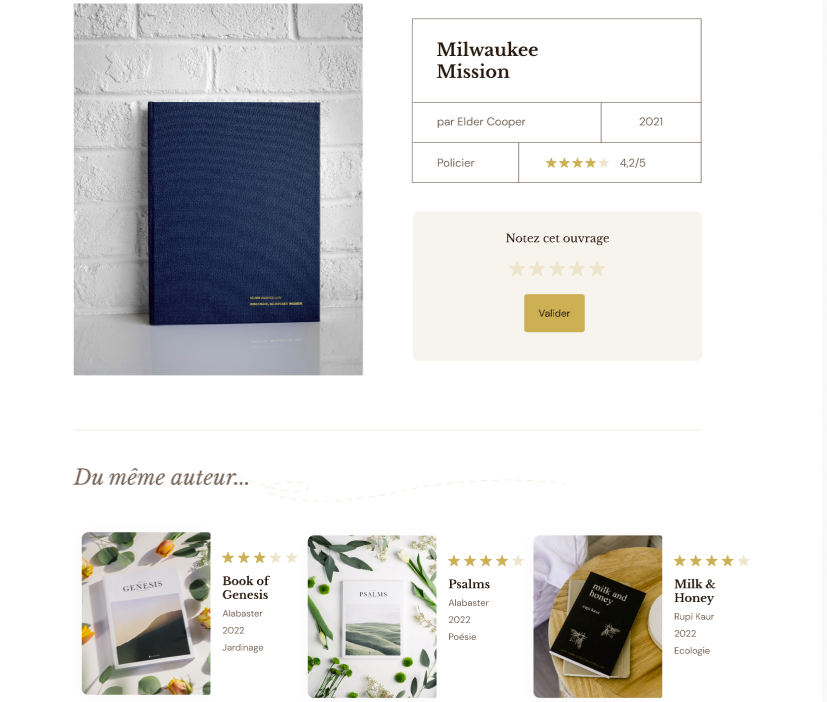 Milwaukee
Mission
par Elder Cooper
2021
Policier
4,2/5
Notez cet ouvrage
Valider
Du même auteur...
GENESIS
Book of
Genesis
Alabaster
2022
Jardinage
PSALMS
Psalms
Alabaster
2022
Poésie
milk and
honey
rupi kaur
Milk &
Honey
Rupi Kaur
2022
Ecologie